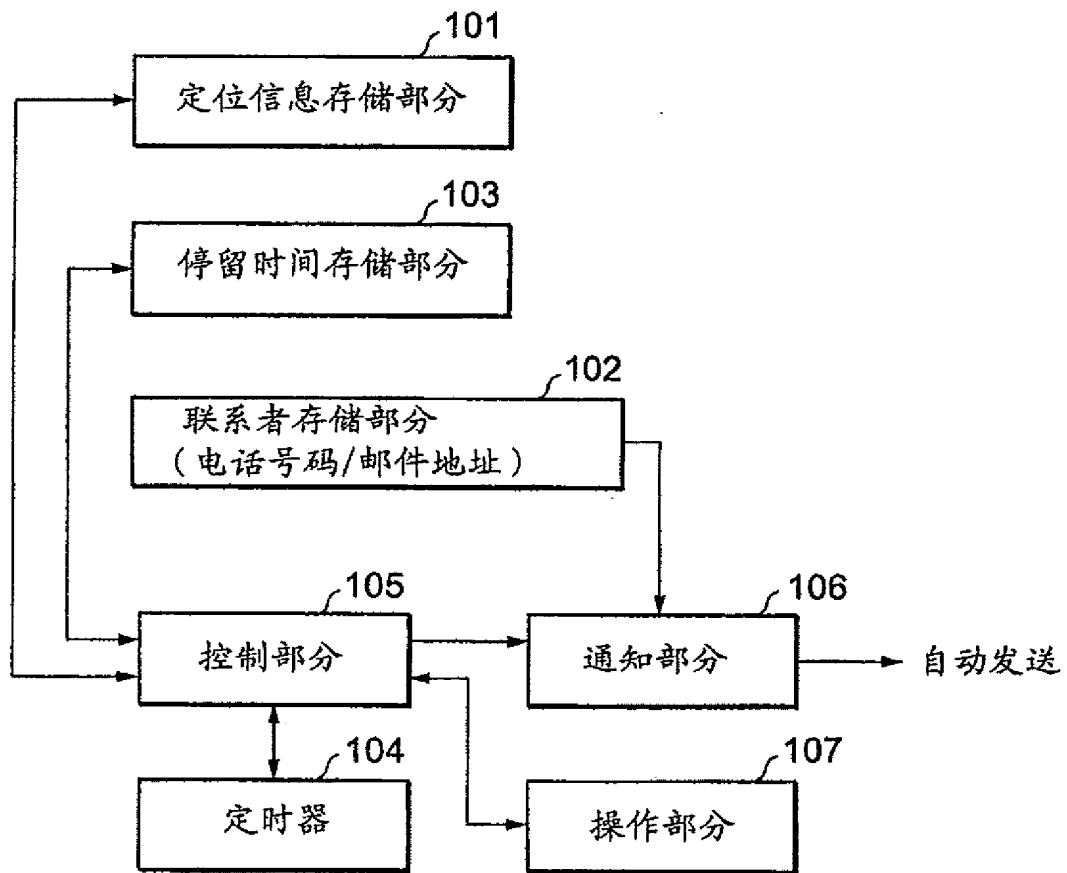 101
定位信息存储部分
103
停留时间存储部分
102
联系者存储部分
(电话号码/邮件地址)
105
控制部分
106
通知部分
自动发送
104
定时器
107
操作部分